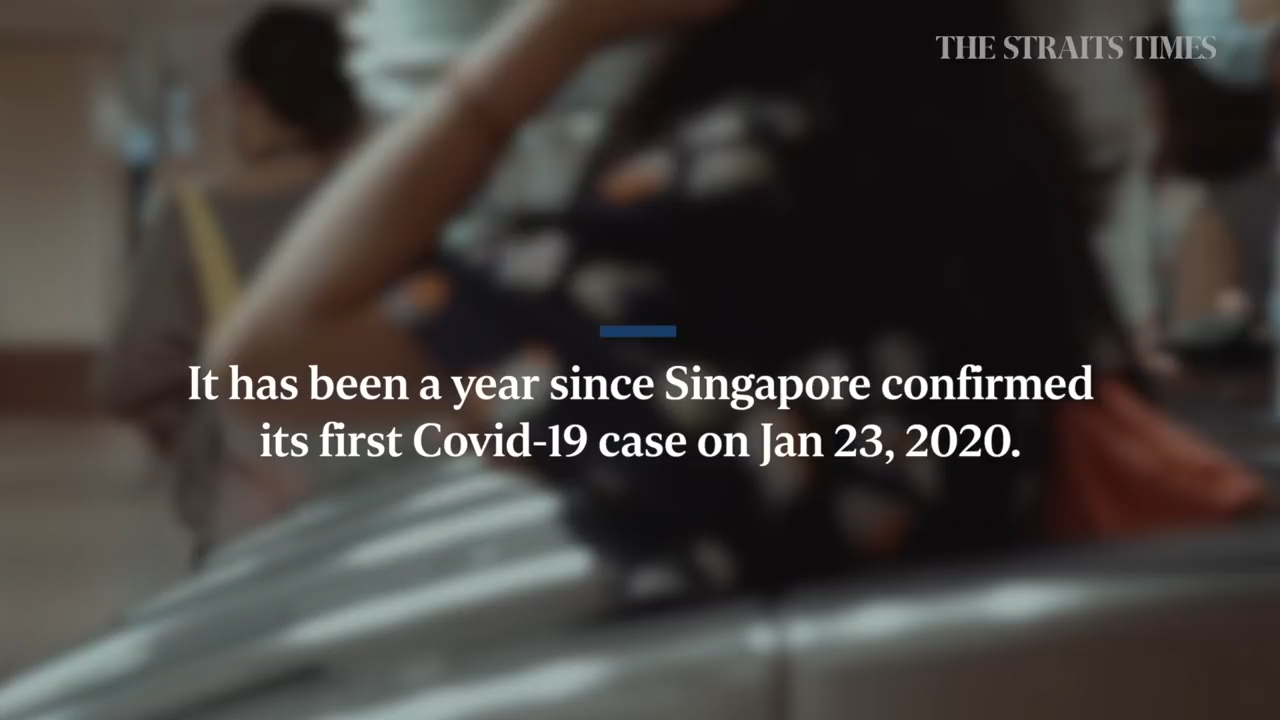 THE STRAITS TIMES
It has been a year since Singapore confirmed
its first Covid-19 case on Jan 23, 2020.